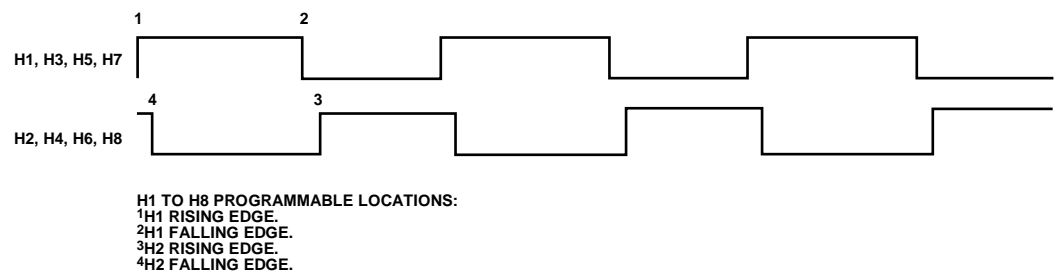 1 2
H1, H3, H5, H7
4 3
H2, H4, H6, H8
H1 TO H8 PROGRAMMABLE LOCATIONS:
1H1 RISING EDGE.
2H1 FALLING EDGE.
3H2 RISING EDGE.
4H2 FALLING EDGE.